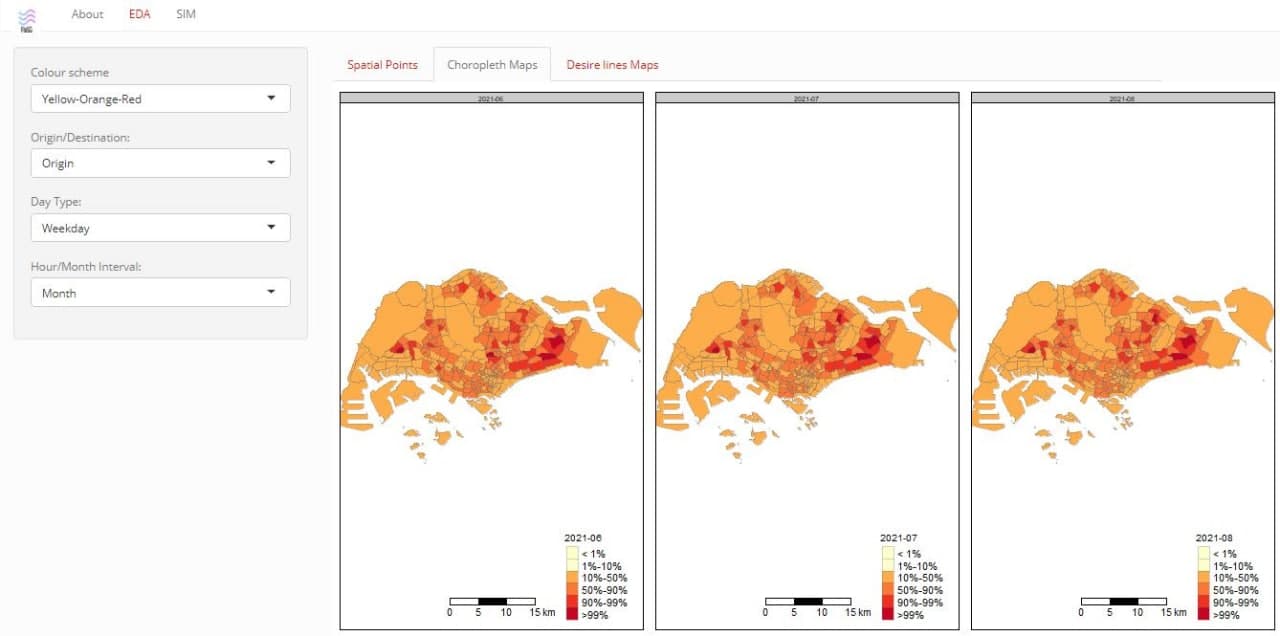 About EDA SIM
Colour scheme
Yellow-Orange-Red
Origin/Destination:
Origin
Day Type:
Weekday
Hour/Month Interval:
Month
Spatial Points Choropleth Maps Desire lines Maps
2021-06
2021-07
2021-08
2021-06
< 1%
1%-10%
10%-50%
50%-90%
90%-99%
>99%
0 5 10 15 km
2021-07
< 1%
1%-10%
10%-50%
50%-90%
90%-99%
>99%
0 5 10 15 km
2021-08
< 1%
1%-10%
10%-50%
50%-90%
90%-99%
>99%
0 5 10 15 km